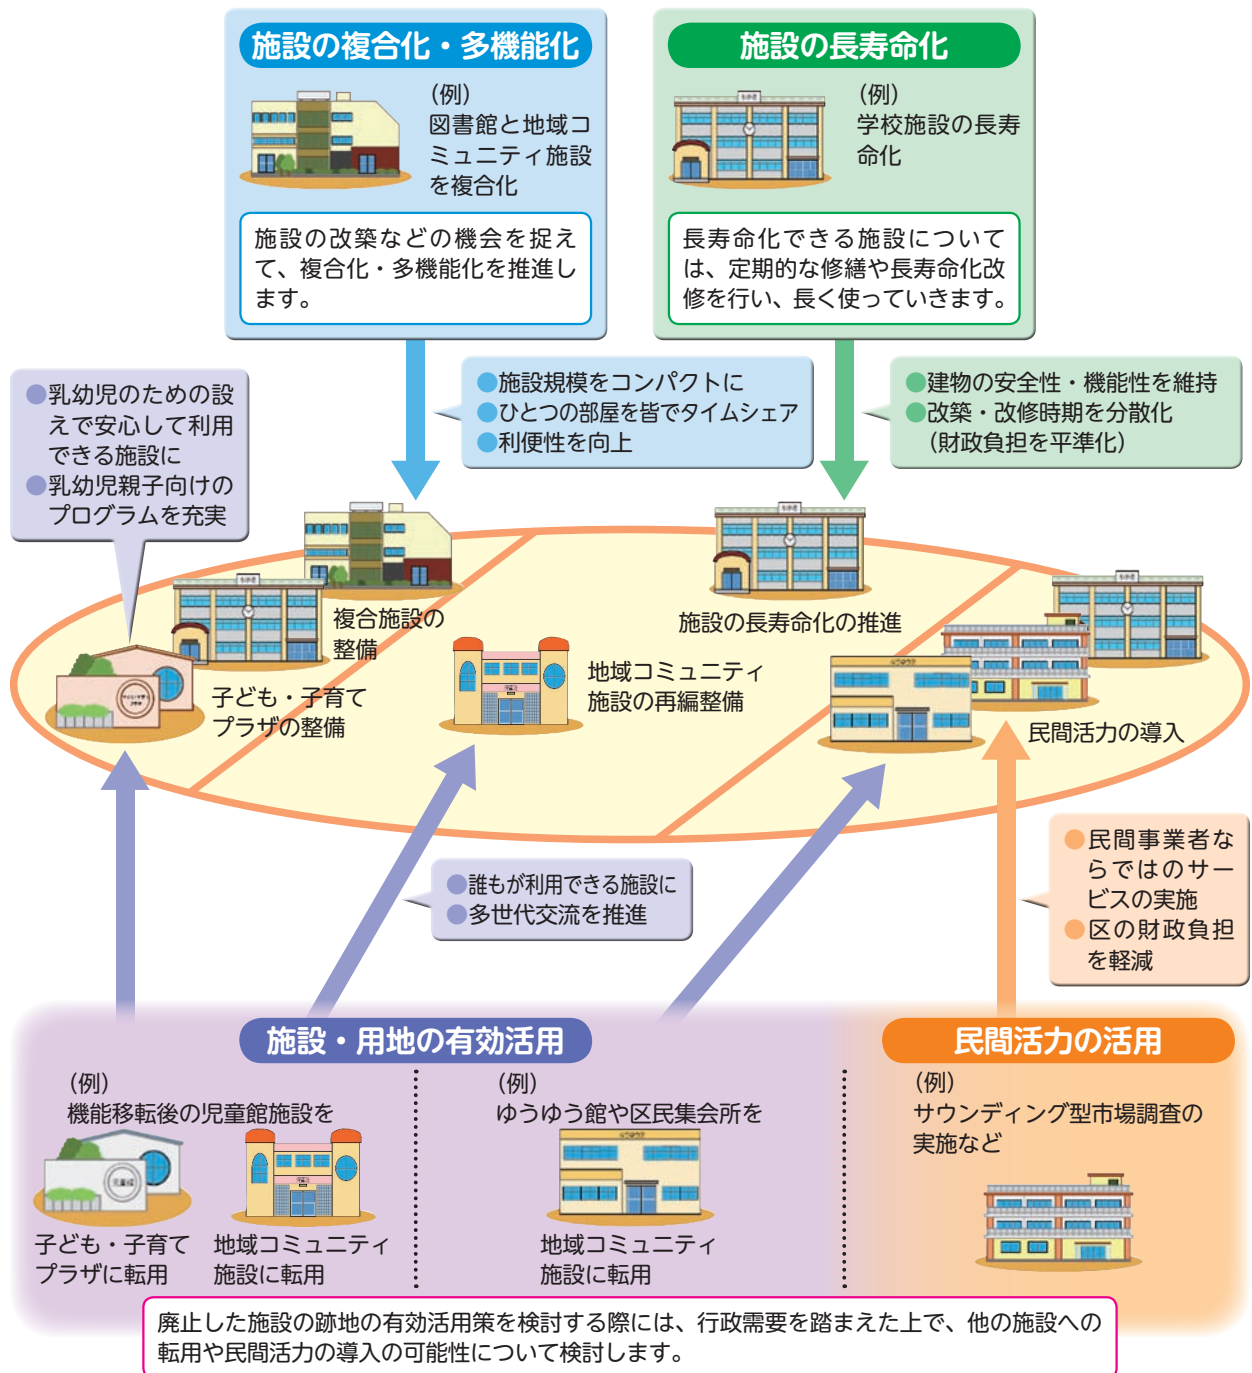 施設の複合化・多機能化
(例)
図書館と地域コ
ミュニティ施設
を複合化
施設の改築などの機会を捉え
て、複合化・多機能化を推進し
ます。
施設の長寿命化
(例)
学校施設の長寿
命化
長寿命化できる施設について
は、定期的な修繕や長寿命化改
修を行い、長く使っていきます。
●乳幼児のための設
えで安心して利用
できる施設に
●乳幼児親子向けの
プログラムを充実
●施設規模をコンパクトに
●ひとつの部屋を皆でタイムシェア
●利便性を向上
●建物の安全性・機能性を維持
●改築・改修時期を分散化
(財政負担を平準化)
複合施設の
整備
子ども・子育て
プラザの整備
地域コミュニティ
施設の再編整備
施設の長寿命化の推進
民間活力の導入
●誰もが利用できる施設に
●多世代交流を推進
●民間事業者な
らではのサー
ビスの実施
●区の財政負担
を軽減
施設・用地の有効活用
(例)
機能移転後の児童館施設を
児童館
子ども・子育て
プラザに転用
地域コミュニティ
施設に転用
(例)
ゆうゆう館や区民集会所を
地域コミュニティ
施設に転用
民間活力の活用
(例)
サウンディング型市場調査の
実施など
廃止した施設の跡地の有効活用策を検討する際には、行政需要を踏まえた上で、他の施設への
転用や民間活力の導入の可能性について検討します。